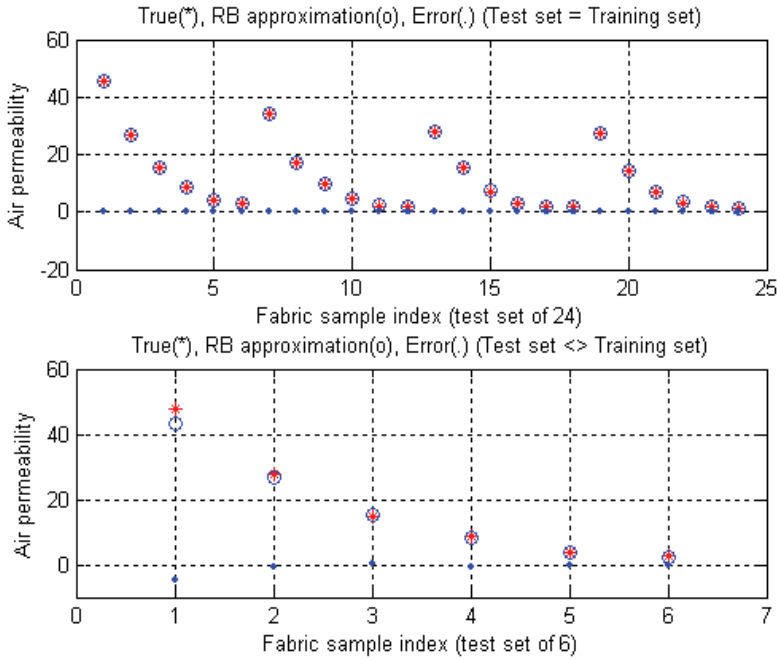 True(*), RB approximation(o), Error(.) (Test set = Training set)
60
40
20
0
-20
Air permeability
0 5 10 15 20 25
Fabric sample index (test set of 24)
True(*), RB approximation(o), Error(.) (Test set <> Training set)
60
40
20
0
Air permeability
0 1 2 3 4 5 6 7
Fabric sample index (test set of 6)